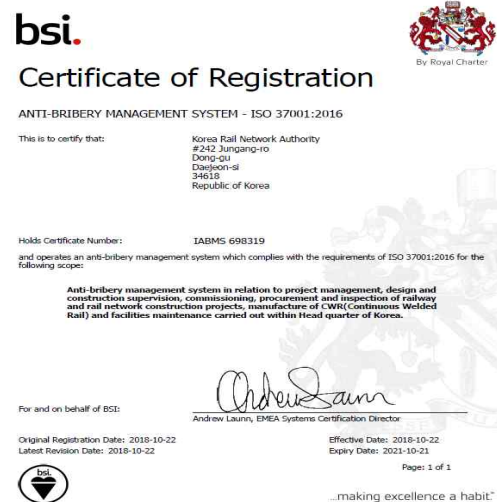 bsi.
By Royal Charter
Certificate of Registration
ANTI-BRIBERY MANAGEMENT SYSTEM - ISO 37001:2016
This is to certify that:
Korea Rail Network Authority
#242 Jungang-ro
Dong-gu
Daejeon-si
34618
Republic of Korea
Holds Certificate Number:
IABMS 698319
and operates an anti-bribery management system which complies with the requirements of ISO 37001:2016 for the
following scope:
Anti-bribery management system in relation to project management, design and
construction supervision, commissioning, procurement and inspection of railway
and rail network construction projects, manufacture of CWR(Continuous Welded
Rail) and facilities maintenance carried out within Head quarter of Korea.
Andrew Launn
For and on behalf of BSI:
Andrew Launn, EMEA Systems Certification Director
Original Registration Date: 2018-10-22
Effective Date: 2018-10-22
Latest Revision Date: 2018-10-22
Expiry Date: 2021-10-21
Page: 1 of 1
bsi.
...making excellence a habit.™